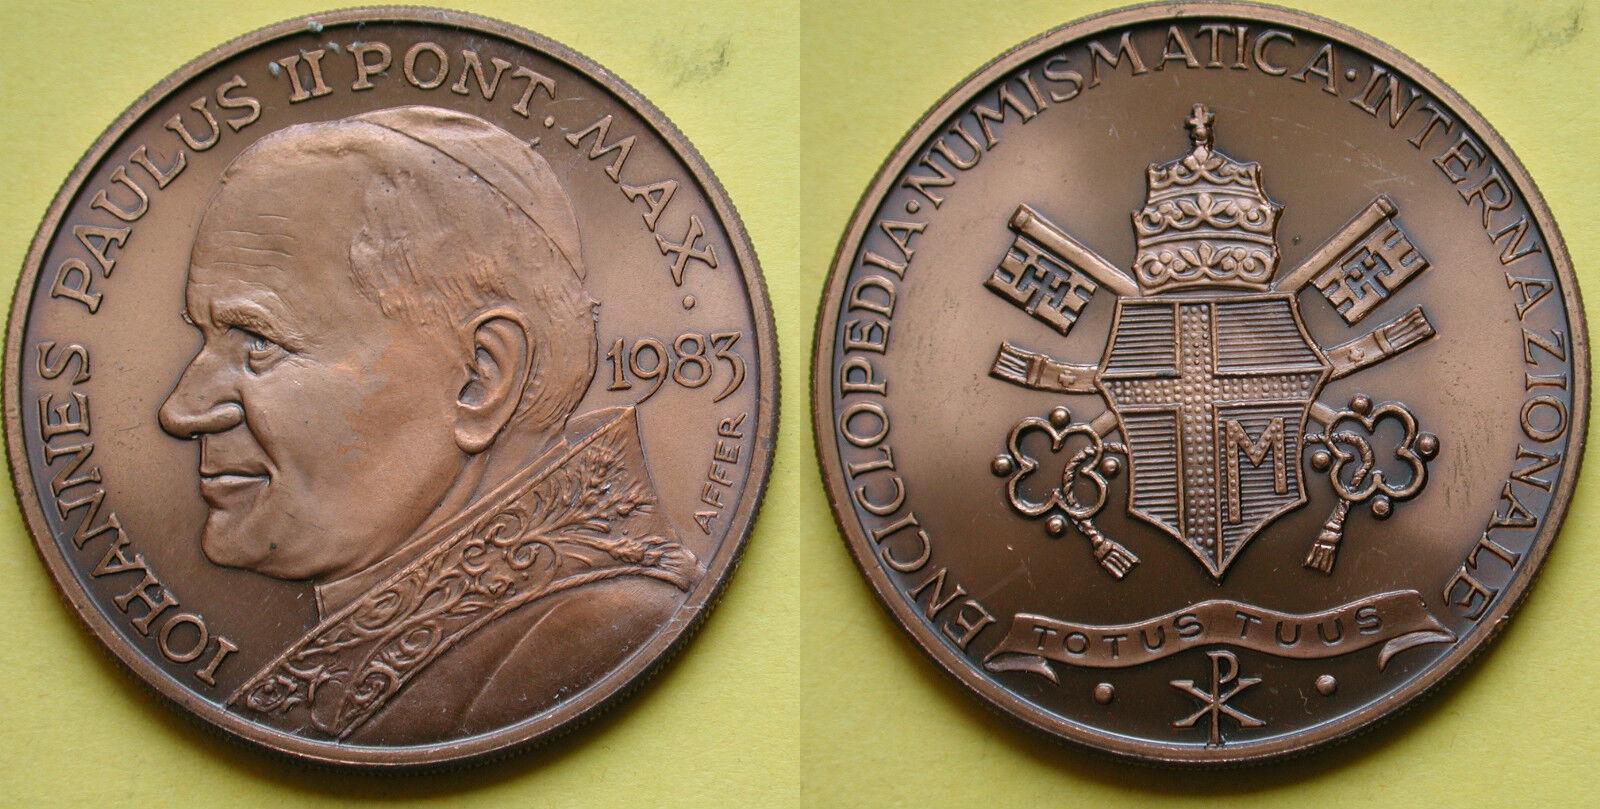 IOHANNES PAULUS II PONT. MAX.
1983
AFFER
ENCICLOPEDIA · NUMISMATICA · INTERNAZIONALE
M
TOTUS TUUS